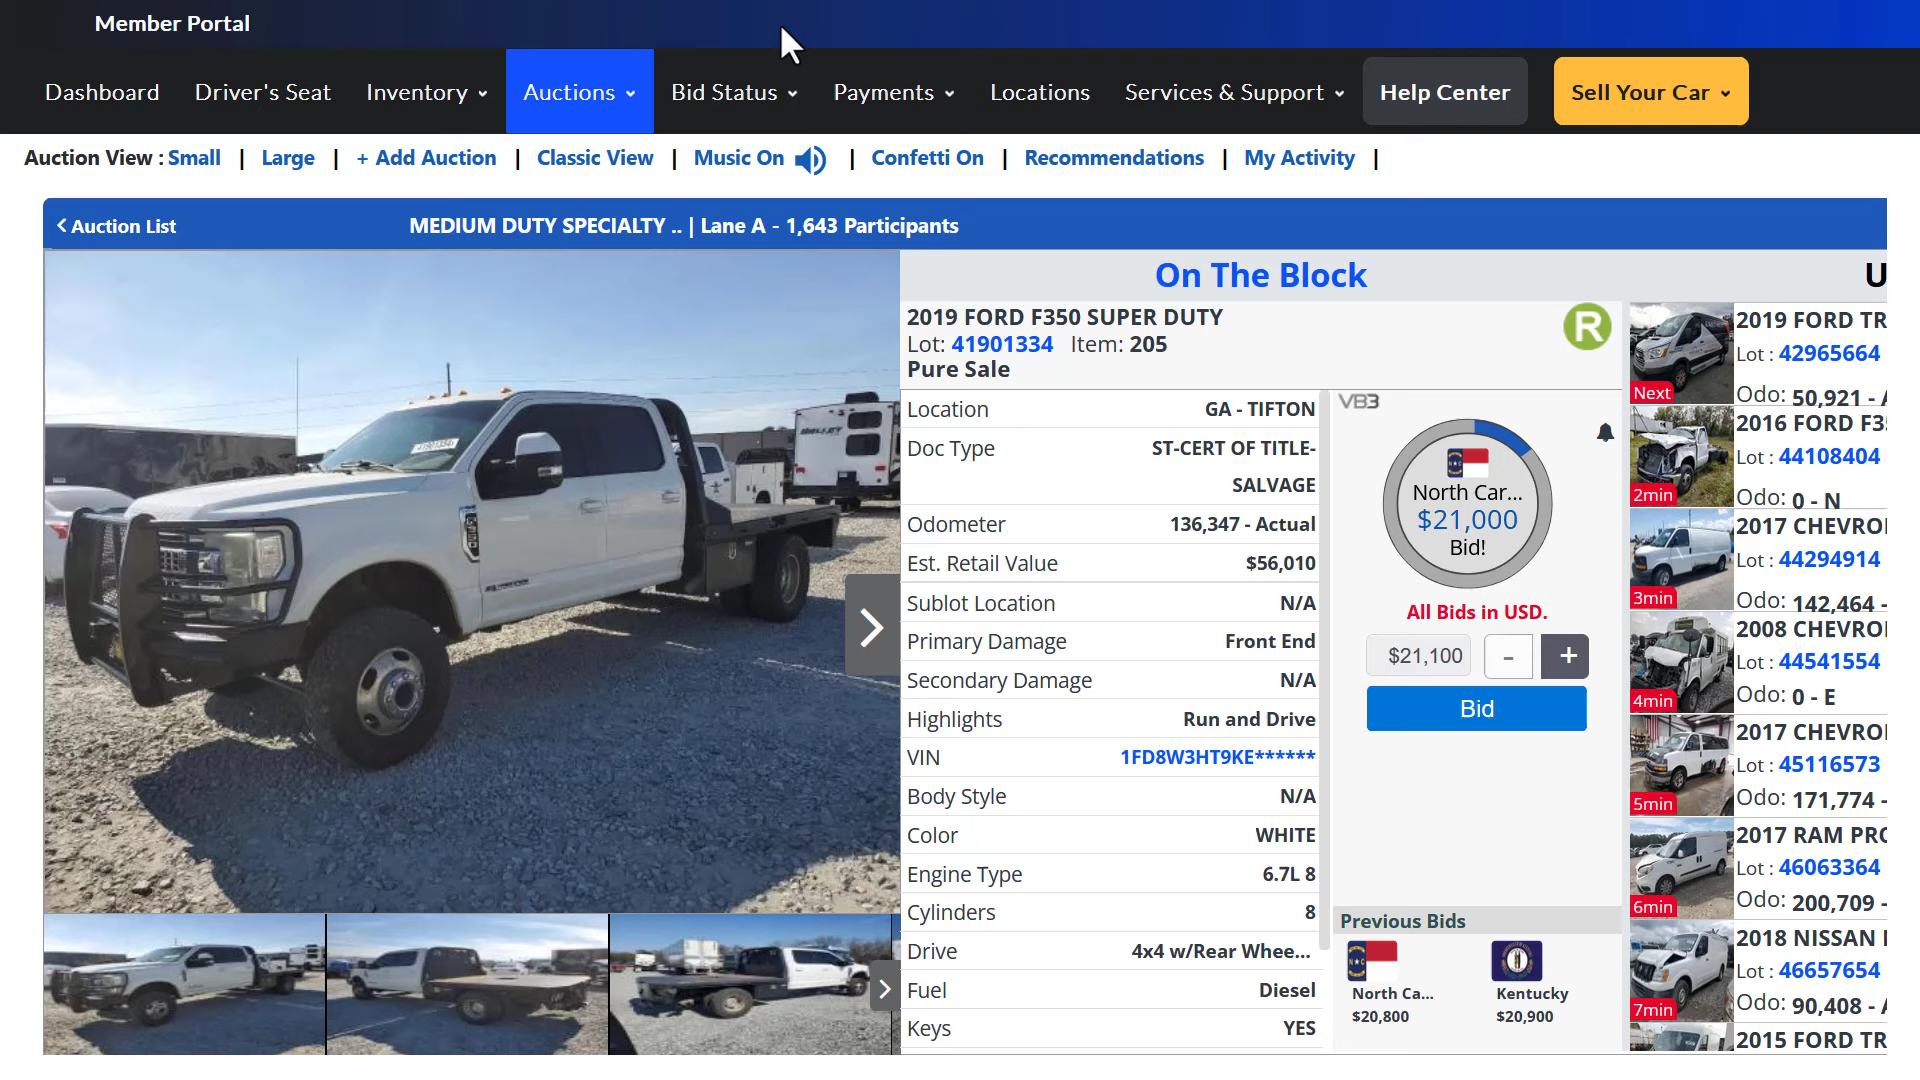 Member Portal
Dashboard Driver's Seat Inventory Auctions Bid Status Payments Locations Services & Support Help Center Sell Your Car
Auction View : Small | Large | + Add Auction | Classic View | Music On | Confetti On | Recommendations | My Activity |
Auction List MEDIUM DUTY SPECIALTY .. | Lane A - 1,643 Participants
On The Block U
2019 FORD F350 SUPER DUTY
Lot: 41901334 Item: 205
Pure Sale
R
Location GA - TIFTON
Doc Type ST-CERT OF TITLE-
SALVAGE
Odometer 136,347 - Actual
Est. Retail Value $56,010
Sublot Location N/A
Primary Damage Front End
Secondary Damage N/A
Highlights Run and Drive
VIN 1FD8W3HT9KE******
Body Style N/A
Color WHITE
Engine Type 6.7L 8
Cylinders 8
Drive 4x4 w/Rear Whee...
Fuel Diesel
Keys YES
VB3
North Car...
$21,000
Bid!
All Bids in USD.
$21,100 - +
Bid
Previous Bids
North Ca... Kentucky
$20,800 $20,900
2019 FORD TR
Lot : 42965664
Odo: 50,921 - A
Next
2016 FORD F35
Lot : 44108404
Odo: 0 - N
2min
2017 CHEVROL
Lot : 44294914
Odo: 142,464 -
3min
2008 CHEVROL
Lot : 44541554
Odo: 0 - E
4min
2017 CHEVROL
Lot : 45116573
Odo: 171,774 -
5min
2017 RAM PRO
Lot : 46063364
Odo: 200,709 -
6min
2018 NISSAN
Lot : 46657654
Odo: 90,408 - A
7min
2015 FORD TR